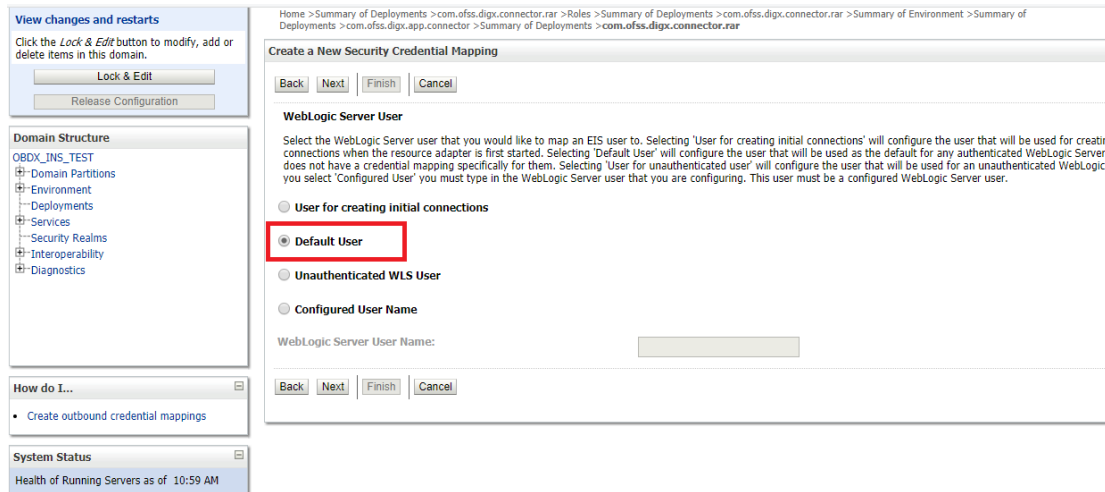 View changes and restarts
Click the Lock & Edit button to modify, add or
delete items in this domain.
Lock & Edit
Release Configuration
Domain Structure
OBDX_INS_TEST
Domain Partitions
Environment
Deployments
Services
Security Realms
Interoperability
Diagnostics
How do I...
Create outbound credential mappings
System Status
Health of Running Servers as of 10:59 AM
Home >Summary of Deployments >com.ofss.digx.connector.rar >Roles >Summary of Deployments >com.ofss.digx.connector.rar >Summary of Environment >Summary of
Deployments >com.ofss.digx.app.connector >Summary of Deployments >com.ofss.digx.connector.rar
Create a New Security Credential Mapping
Back Next Finish Cancel
WebLogic Server User
Select the WebLogic Server user that you would like to map an EIS user to. Selecting 'User for creating initial connections' will configure the user that will be used for creatin
connections when the resource adapter is first started. Selecting 'Default User' will configure the user that will be used as the default for any authenticated WebLogic Server
does not have a credential mapping specifically for them. Selecting 'User for unauthenticated user' will configure the user that will be used for an unauthenticated WebLogic
you select 'Configured User' you must type in the WebLogic Server user that you are configuring. This user must be a configured WebLogic Server user.
User for creating initial connections
Default User
Unauthenticated WLS User
Configured User Name
WebLogic Server User Name:
Back Next Finish Cancel